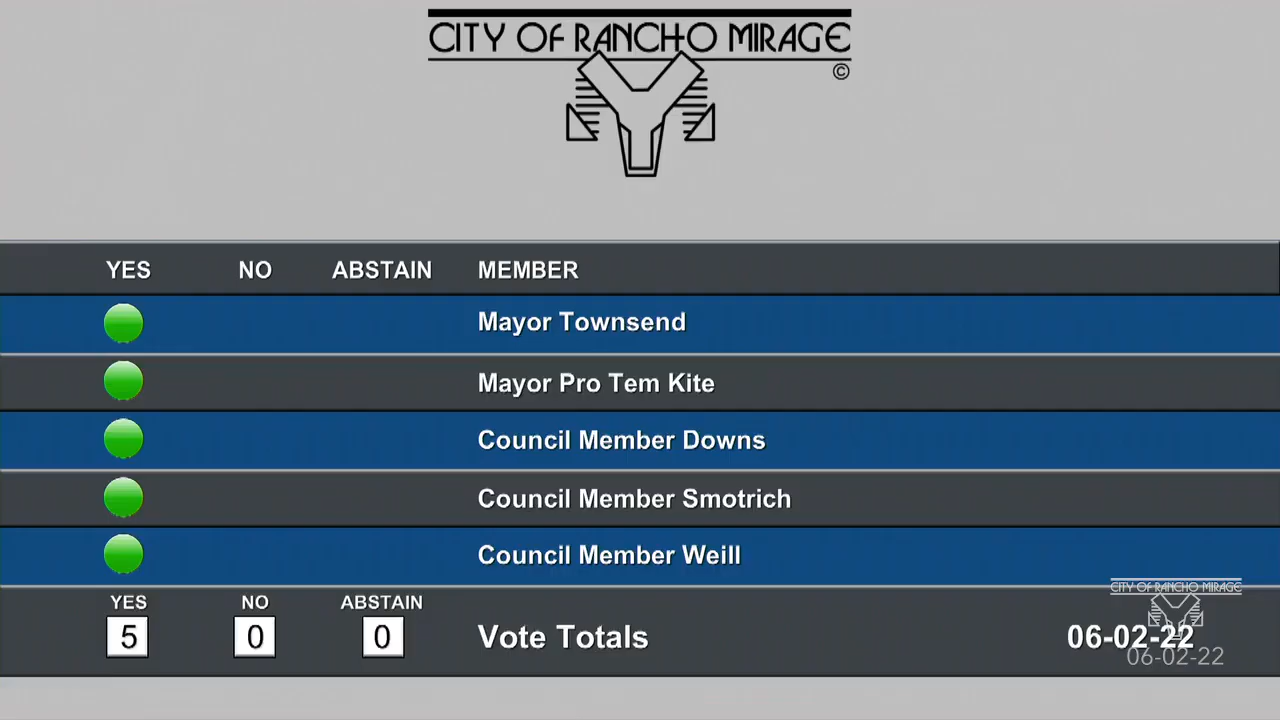 CITY OF RANCHO MIRAGE
©
YES NO ABSTAIN MEMBER
Mayor Townsend
Mayor Pro Tem Kite
Council Member Downs
Council Member Smotrich
Council Member Weill
CITY OF RANCHO MIRAGE
YES NO ABSTAIN
5 0 0 Vote Totals 06-02-22
06-02-22